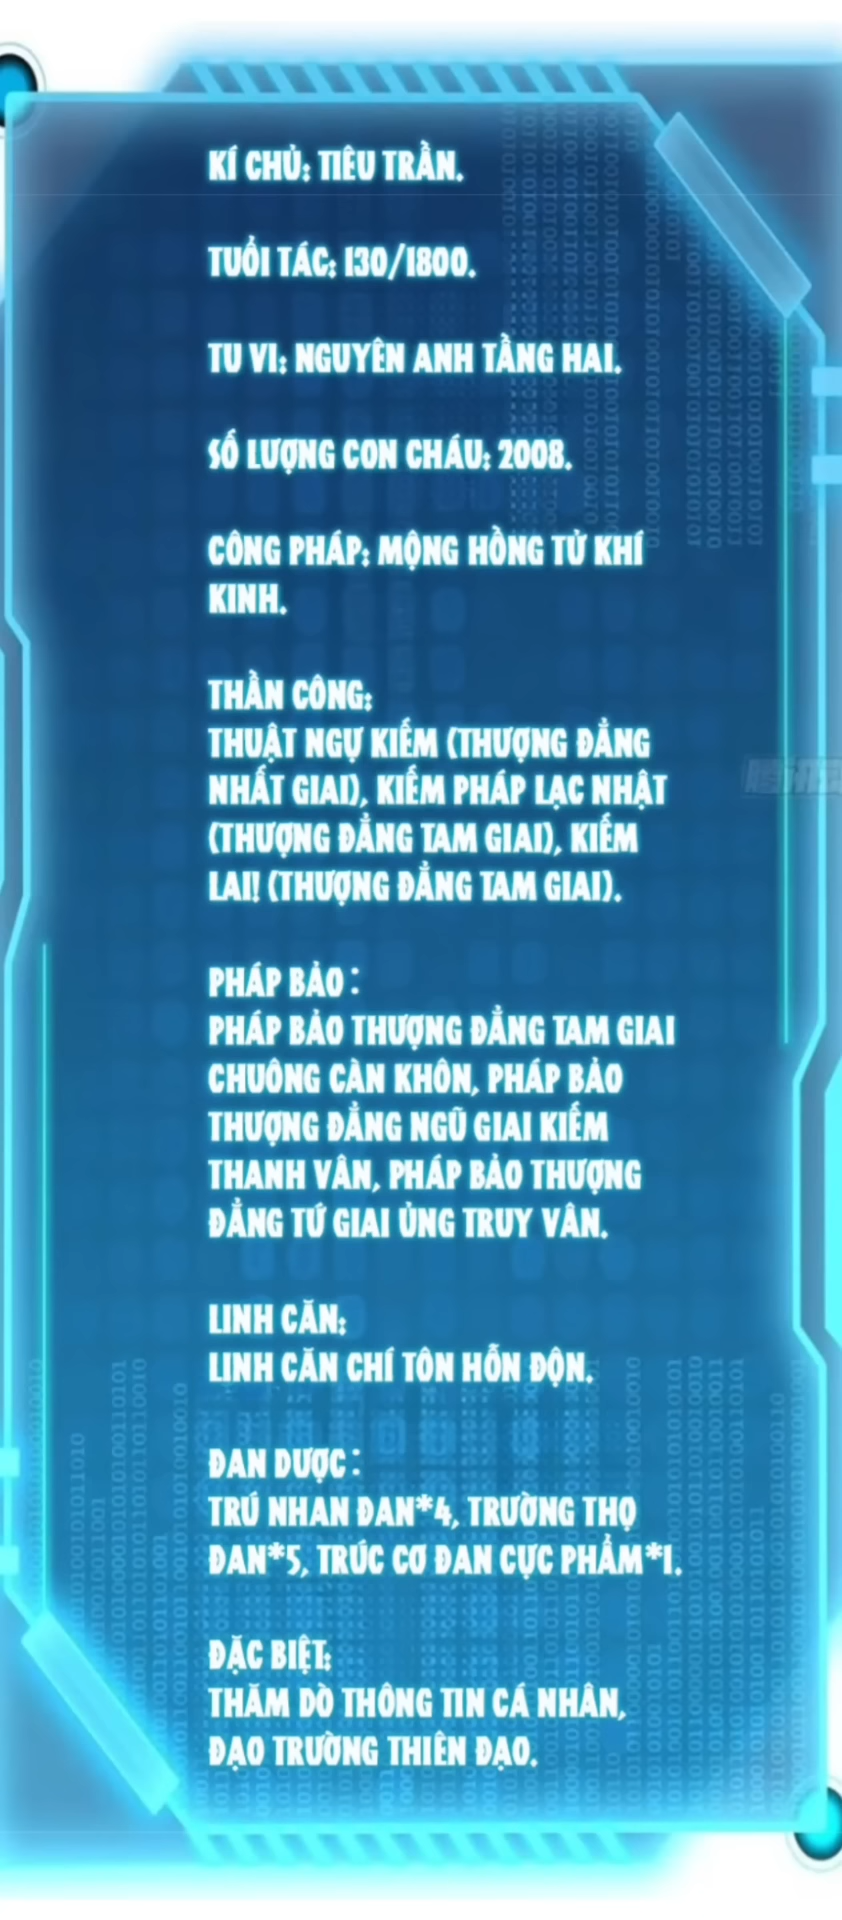 KÍ CHỦ: TIÊU TRẦN.
TUỔI TÁC: 130/1800.
TU VI: NGUYÊN ANH TẦNG HAI.
SỐ LƯỢNG CON CHÁU: 2008.
CÔNG PHÁP: MỘNG HỒNG TỬ KHÍ
KINH.
THẦN CÔNG:
THUẬT NGỰ KIẾM (THƯỢNG ĐẲNG
NHẤT GIAI), KIẾM PHÁP LẠC NHẬT
(THƯỢNG ĐẲNG TAM GIAI), KIẾM
LAI! (THƯỢNG ĐẲNG TAM GIAI).
PHÁP BẢO:
PHÁP BẢO THƯỢNG ĐẲNG TAM GIAI
CHUÔNG CÀN KHÔN, PHÁP BẢO
THƯỢNG ĐẲNG NGŨ GIAI KIẾM
THANH VÂN, PHÁP BẢO THƯỢNG
ĐẲNG TỨ GIAI ỦNG TRUY VÂN.
LINH CĂN:
LINH CĂN CHÍ TÔN HỖN ĐỘN.
ĐAN DƯỢC:
TRÚ NHAN ĐAN*4, TRƯỜNG THỌ
ĐAN*5, TRÚC CƠ ĐAN CỰC PHẨM*1.
ĐẶC BIỆT:
THĂM DÒ THÔNG TIN CÁ NHÂN,
ĐẠO TRƯỜNG THIÊN ĐẠO.